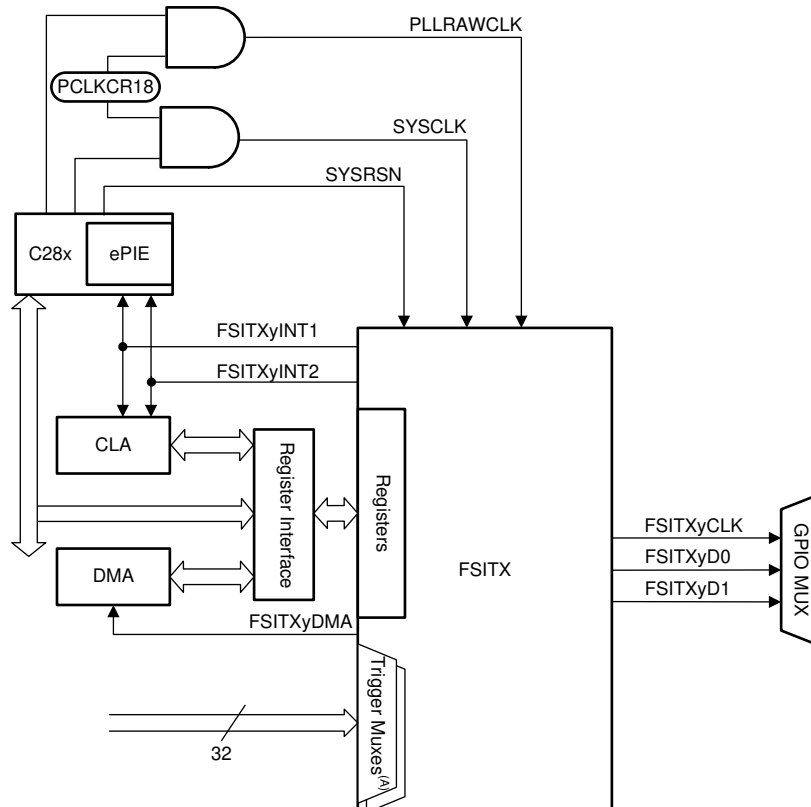 PLLRAWCLK
PCLKCR18
SYSCLK
SYSRSN
C28x
ePIE
FSITXyINT1
FSITXyINT2
CLA
Register Interface
Registers
FSITX
DMA
FSITXyDMA
FSITXyCLK
FSITXyD0
FSITXyD1
GPIO MUX
32
Trigger Muxes(A)